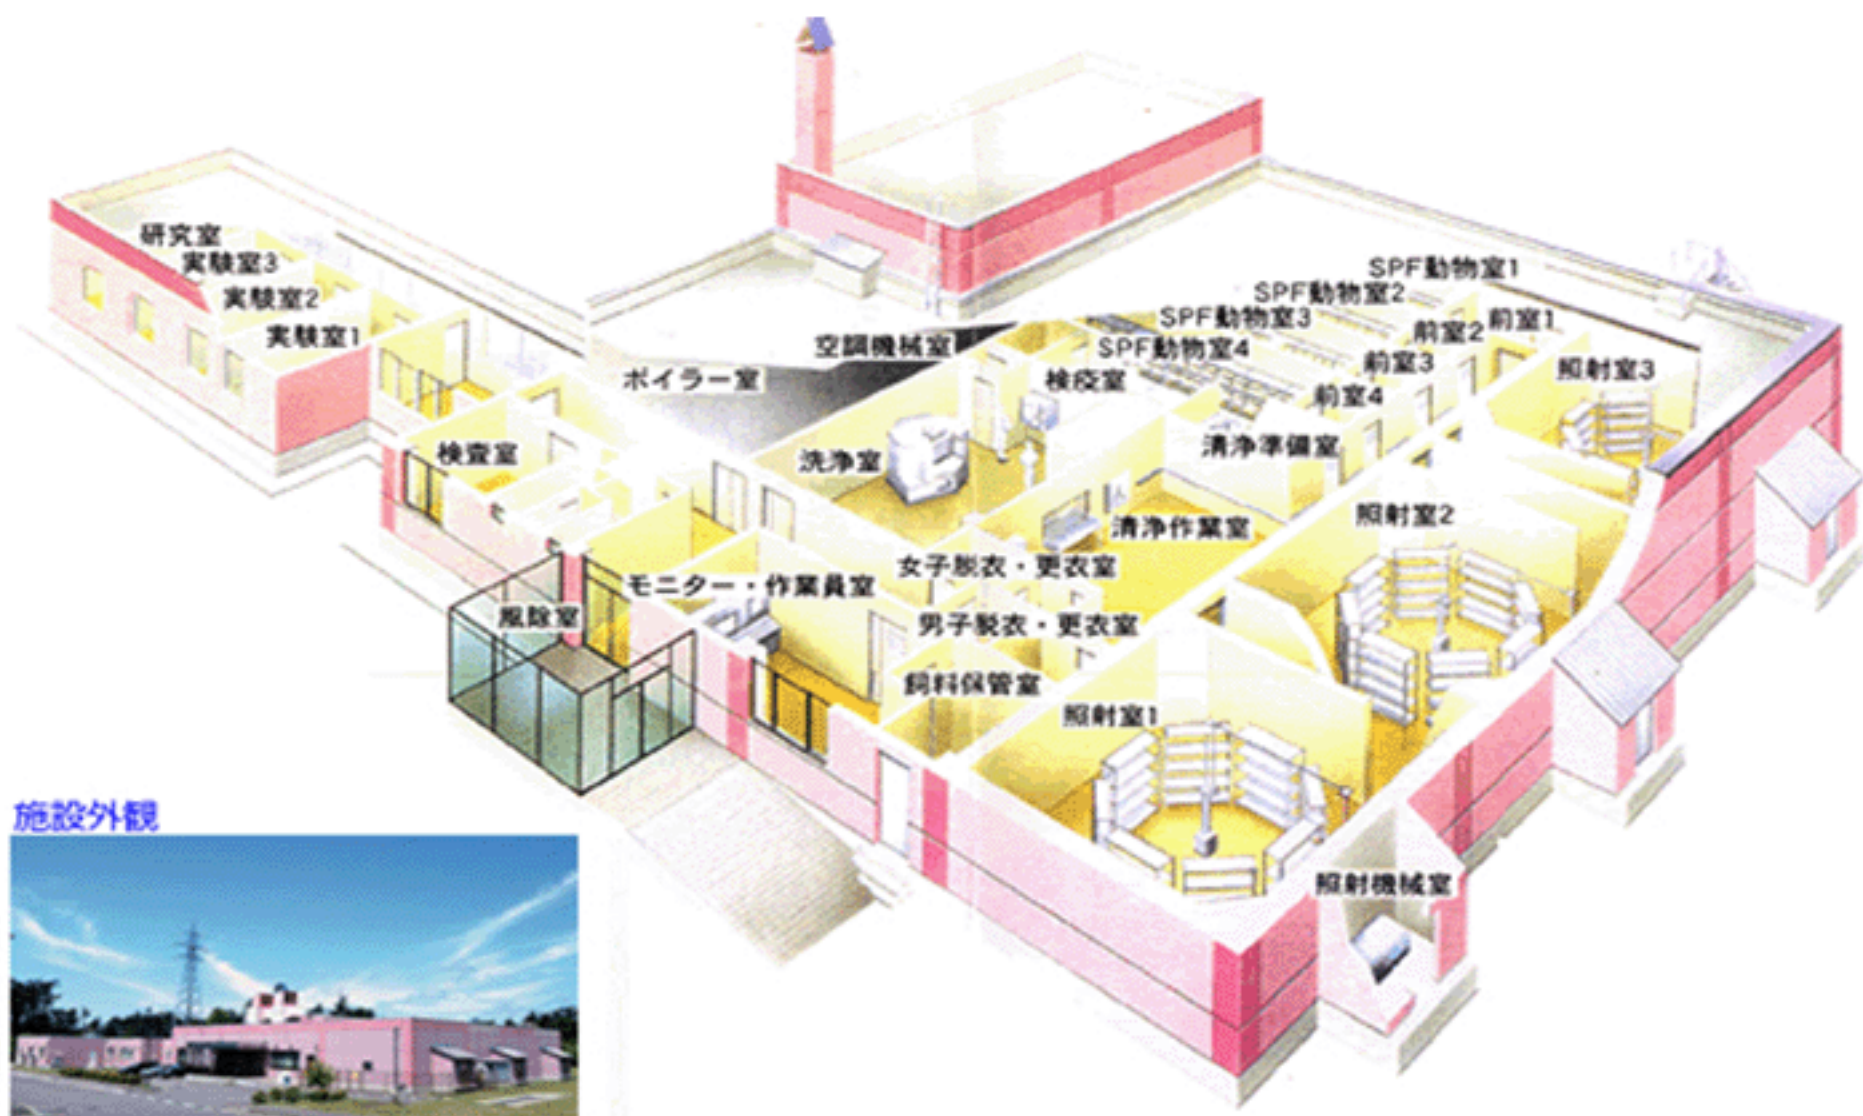 研究室
実験室3
実験室2
実験室1
SPF動物室1
SPF動物室2
SPF動物室3
SPF動物室4
前室1
前室2
前室3
前室4
空調機械室
ボイラー室
検疫室
照射室3
検査室
洗浄室
清浄準備室
照射室2
清浄作業室
女子脱衣・更衣室
モニター・作業員室
風除室
男子脱衣・更衣室
飼料保管室
照射室1
照射機械室
施設外観